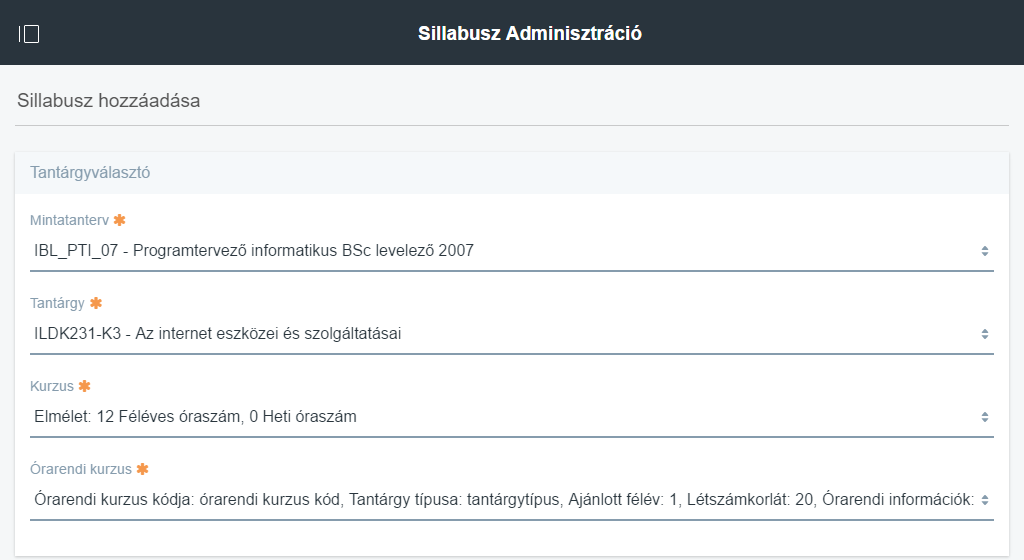 Sillabusz Adminisztráció
Sillabusz hozzáadása
Tantárgyválasztó
Mintatanterv ✱
IBL_PTI_07 - Programtervező informatikus BSc levelező 2007
Tantárgy ✱
ILDK231-K3 - Az internet eszközei és szolgáltatásai
Kurzus ✱
Elmélet: 12 Féléves óraszám, 0 Heti óraszám
Órarendi kurzus ✱
Órarendi kurzus kódja: órarendi kurzus kód, Tantárgy típusa: tantárgytípus, Ajánlott félév: 1, Létszámkorlát: 20, Órarendi információk: